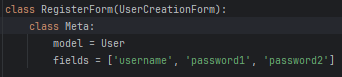 class RegisterForm(UserCreationForm):
    class Meta:
        model = User
        fields = ['username', 'password1', 'password2']